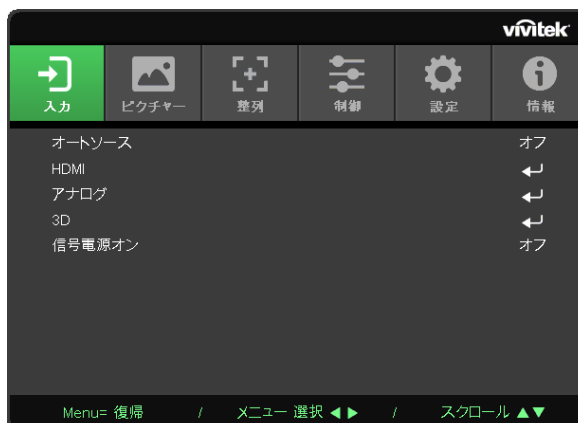 vivitek
入力 ピクチャー 整列 制御 設定 情報
オートソース オフ
HDMI
アナログ
3D
信号電源オン オフ
Menu= 復帰 / メニュー 選択 ◀ ▶ / スクロール ▲▼